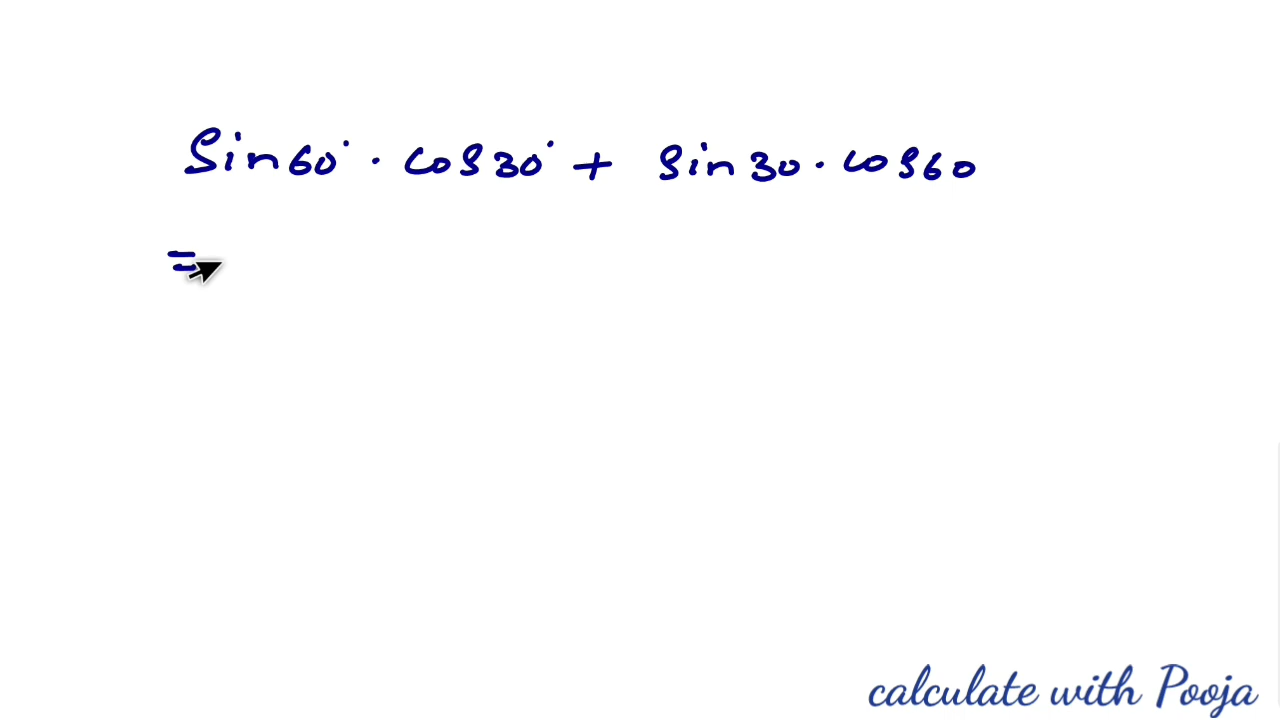 Sin60° · cos30° + sin30 · cos60
=
calculate with Pooja